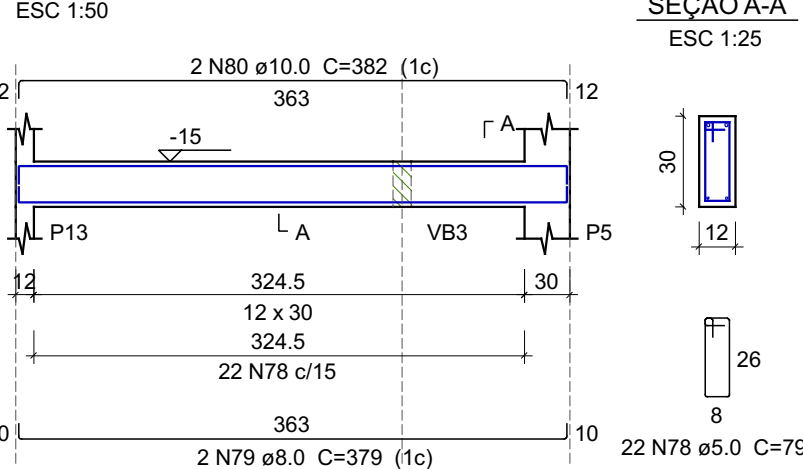 ESC 1:50
SEÇÃO A-A
ESC 1:25
2 N80 ø10.0 C=382 (1c)
363
12
A
-15
30
12
P13
A
VB3
P5
12
324.5
30
12 x 30
324.5
22 N78 c/15
26
8
22 N78 ø5.0 C=79
363
10
2 N79 ø8.0 C=379 (1c)